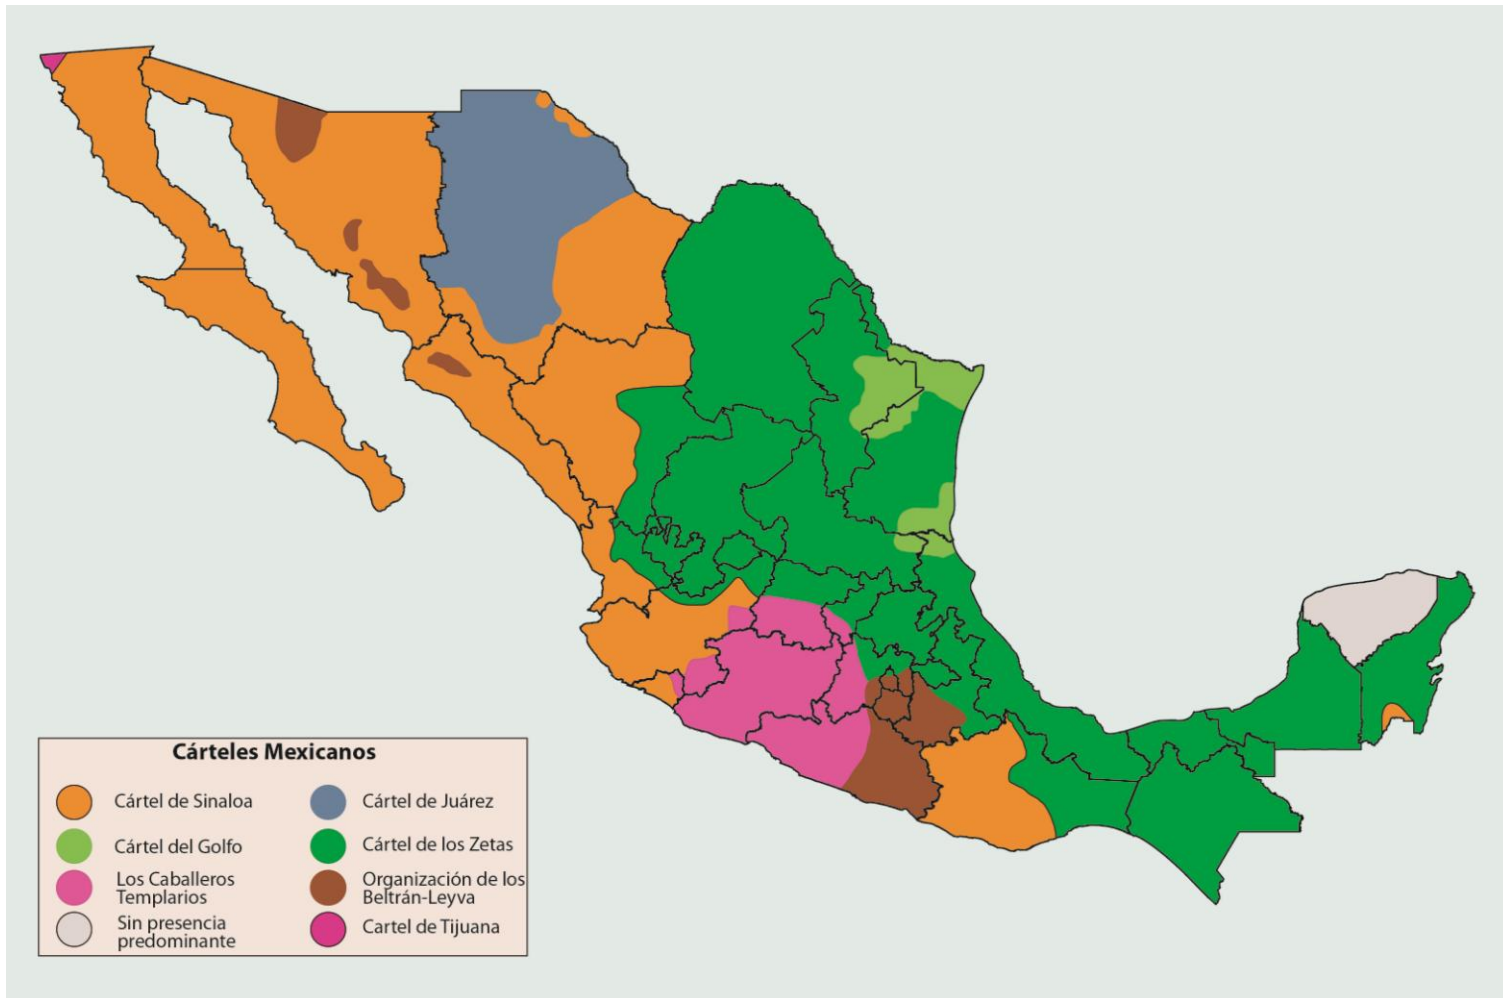 Cárteles Mexicanos
Cártel de Sinaloa
Cártel de Juárez
Cártel del Golfo
Cártel de los Zetas
Los Caballeros
Templarios
Organización de los
Beltrán-Leyva
Sin presencia
predominante
Cartel de Tijuana